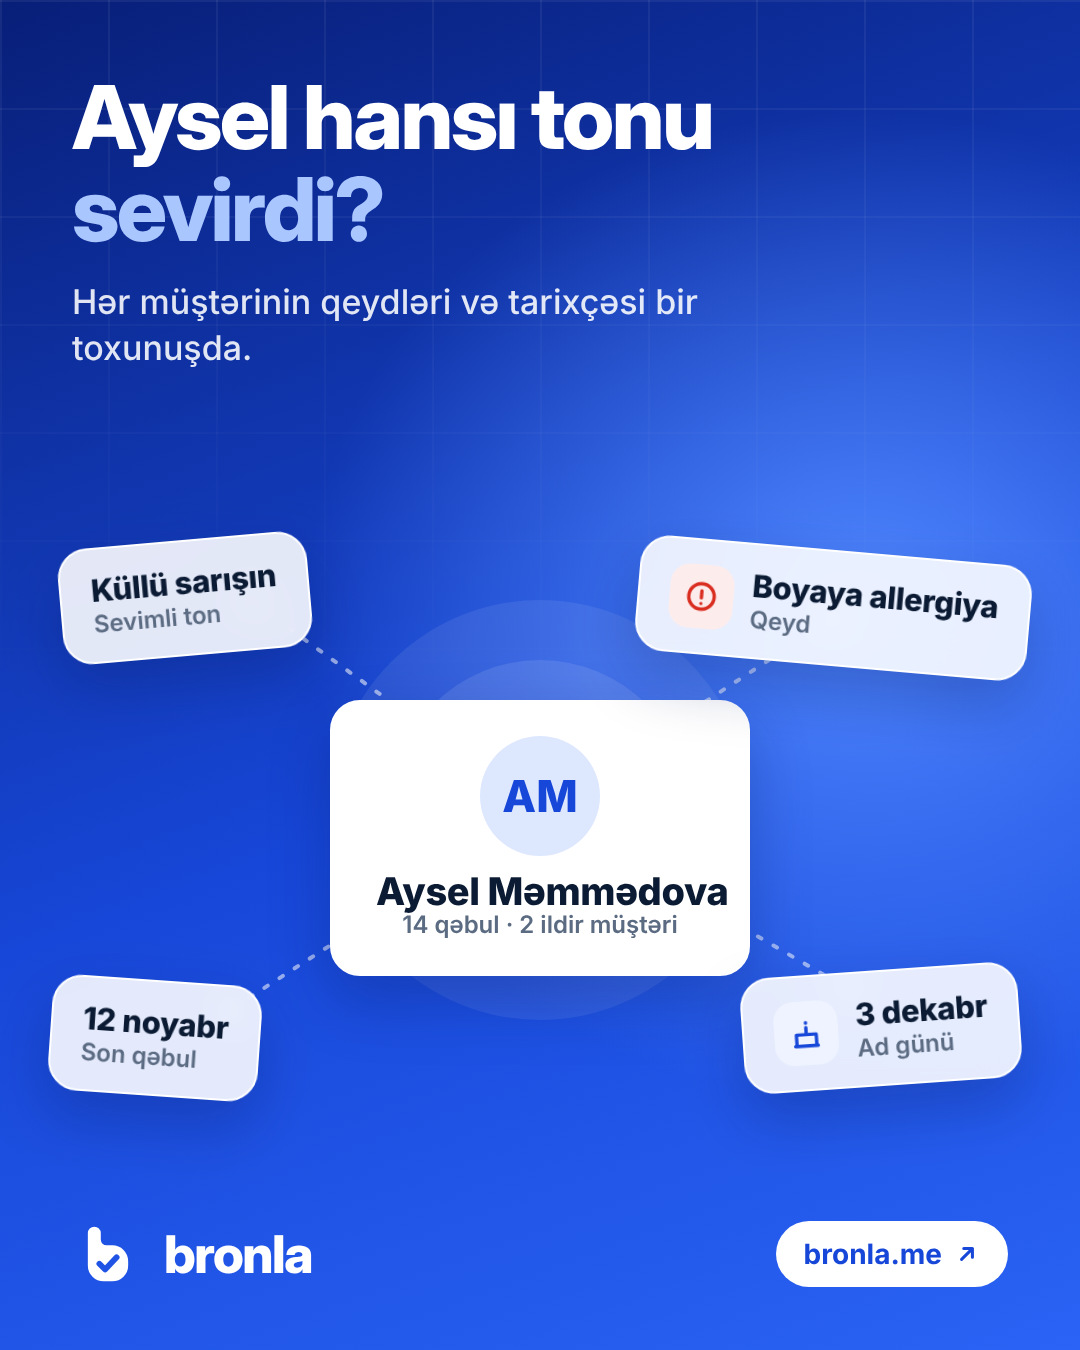 Aysel hansı tonu
sevirdi?
Hər müştərinin qeydləri və tarixçəsi bir
toxunuşda.
Küllü sarışın
Sevimli ton
Boyaya allergiya
Qeyd
AM
Aysel Məmmədova
14 qəbul · 2 ildir müştəri
12 noyabr
Son qəbul
3 dekabr
Ad günü
bronla
bronla.me